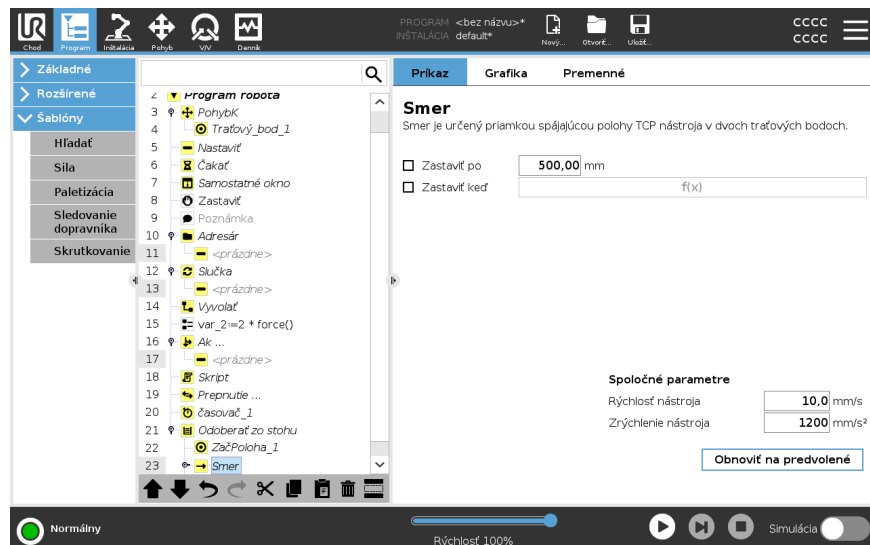 UR
Chod
Program
Inštalácia
Pohyb
V/V
Denník
PROGRAM <bez názvu>*
INŠTALÁCIA default*
Nový...
Otvoriť...
Uložiť...
CCCC
CCCC
Základné
Rozšírené
Šablóny
Hľadať
Sila
Paletizácia
Sledovanie
dopravníka
Skrutkovanie
2 Program robota
3 PohybK
4 Traťový_bod_1
5 Nastaviť
6 Čakať
7 Samostatné okno
8 Zastaviť
9 Poznámka
10 Adresár
11 <prázdne>
12 Slučka
13 <prázdne>
14 Vyvolať
15 var_2:=2 * force()
16 Ak ...
17 <prázdne>
18 Skript
19 Prepnutie ...
20 časovač_1
21 Odoberať zo stohu
22 ZačPoloha_1
23 Smer
Príkaz
Grafika
Premenné
Smer
Smer je určený priamkou spájajúcou polohy TCP nástroja v dvoch traťových bodoch.
Zastaviť po 500,00 mm
Zastaviť keď f(x)
Spoločné parametre
Rýchlosť nástroja 10,0 mm/s
Zrýchlenie nástroja 1200 mm/s²
Obnoviť na predvolené
Normálny
Rýchlosť 100%
Simulácia